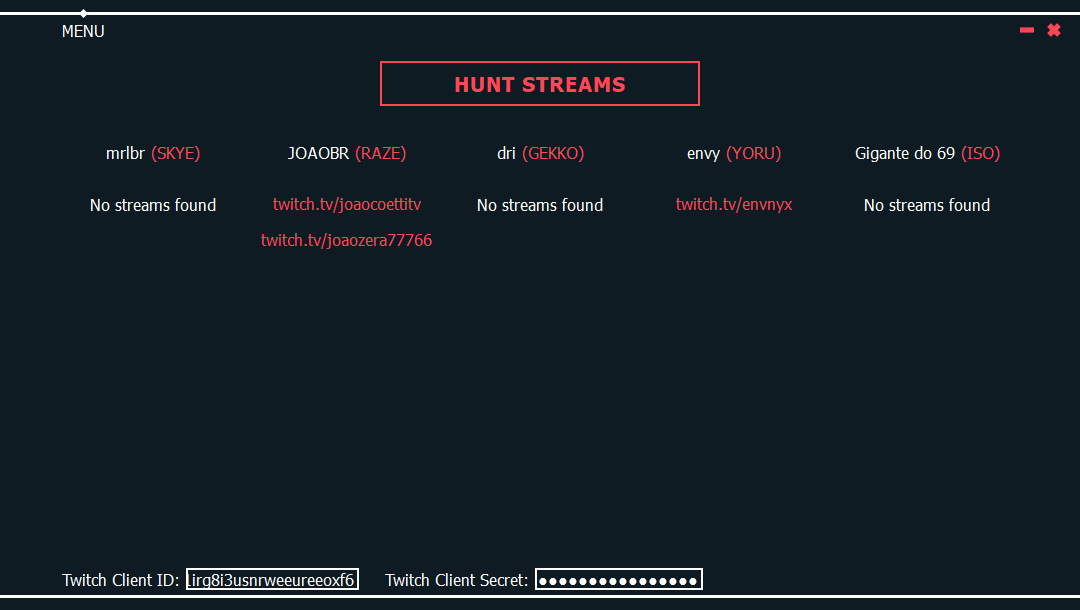 MENU
HUNT STREAMS
mrlbr (SKYE) JOAOBR (RAZE) dri (GEKKO) envy (YORU) Gigante do 69 (ISO)
No streams found twitch.tv/joaocoettitv No streams found twitch.tv/envnyx No streams found
twitch.tv/joaozera77766
Twitch Client ID: Twitch Client Secret: ●●●●●●●●●●●●●●●●